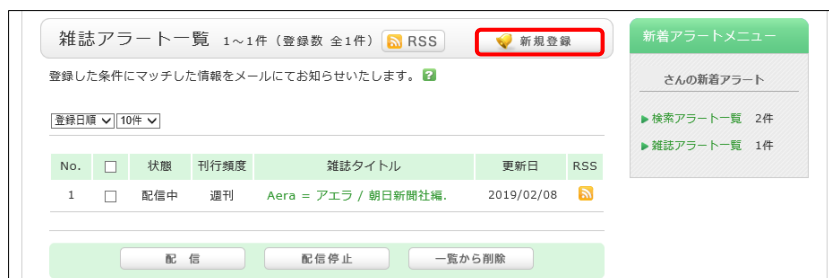 雑誌アラート一覧 1~1件 (登録数 全1件) RSS 新規登録
登録した条件にマッチした情報をメールにてお知らせいたします。 ?
登録日順 10件
No. 状態 刊行頻度 雑誌タイトル 更新日 RSS
1 配信中 週刊 Aera = アエラ / 朝日新聞社編. 2019/02/08
配 信 配信停止 一覧から削除
新着アラートメニュー
さんの新着アラート
検索アラート一覧 2件
雑誌アラート一覧 1件